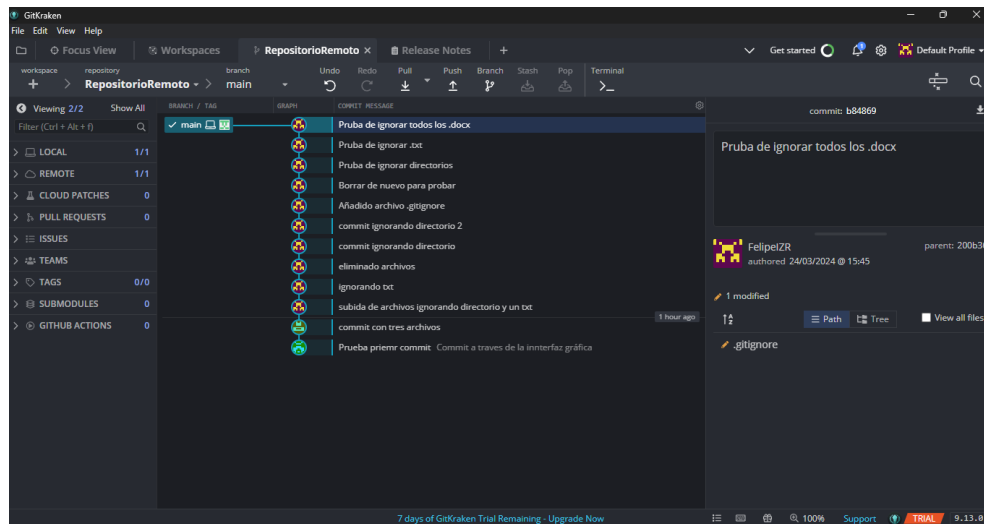 GitKraken
File Edit View Help
Focus View Workspaces RepositorioRemoto × Release Notes + Get started Default Profile
workspace repository branch Undo Redo Pull Push Branch Stash Pop Terminal
+ > RepositorioRemoto > main
Viewing 2/2 Show All
Filter (Ctrl + Alt + f)
LOCAL 1/1
REMOTE 1/1
CLOUD PATCHES 0
PULL REQUESTS 0
ISSUES
TEAMS
TAGS 0/0
SUBMODULES 0
GITHUB ACTIONS 0
BRANCH / TAG GRAPH COMMIT MESSAGE
main Pruba de ignorar todos los .docx
Pruba de ignorar .txt
Pruba de ignorar directorios
Borrar de nuevo para probar
Añadido archivo .gitignore
commit ignorando directorio 2
commit ignorando directorio
eliminado archivos
ignorando txt
subida de archivos ignorando directorio y un txt
1 hour ago
commit con tres archivos
Prueba priemr commit Commit a traves de la innterfaz gráfica
commit: b84869
Pruba de ignorar todos los .docx
FelipeIZR parent: 200b3
authored 24/03/2024 @ 15:45
1 modified
Path Tree View all files
.gitignore
7 days of GitKraken Trial Remaining - Upgrade Now 100% Support TRIAL 9.13.0